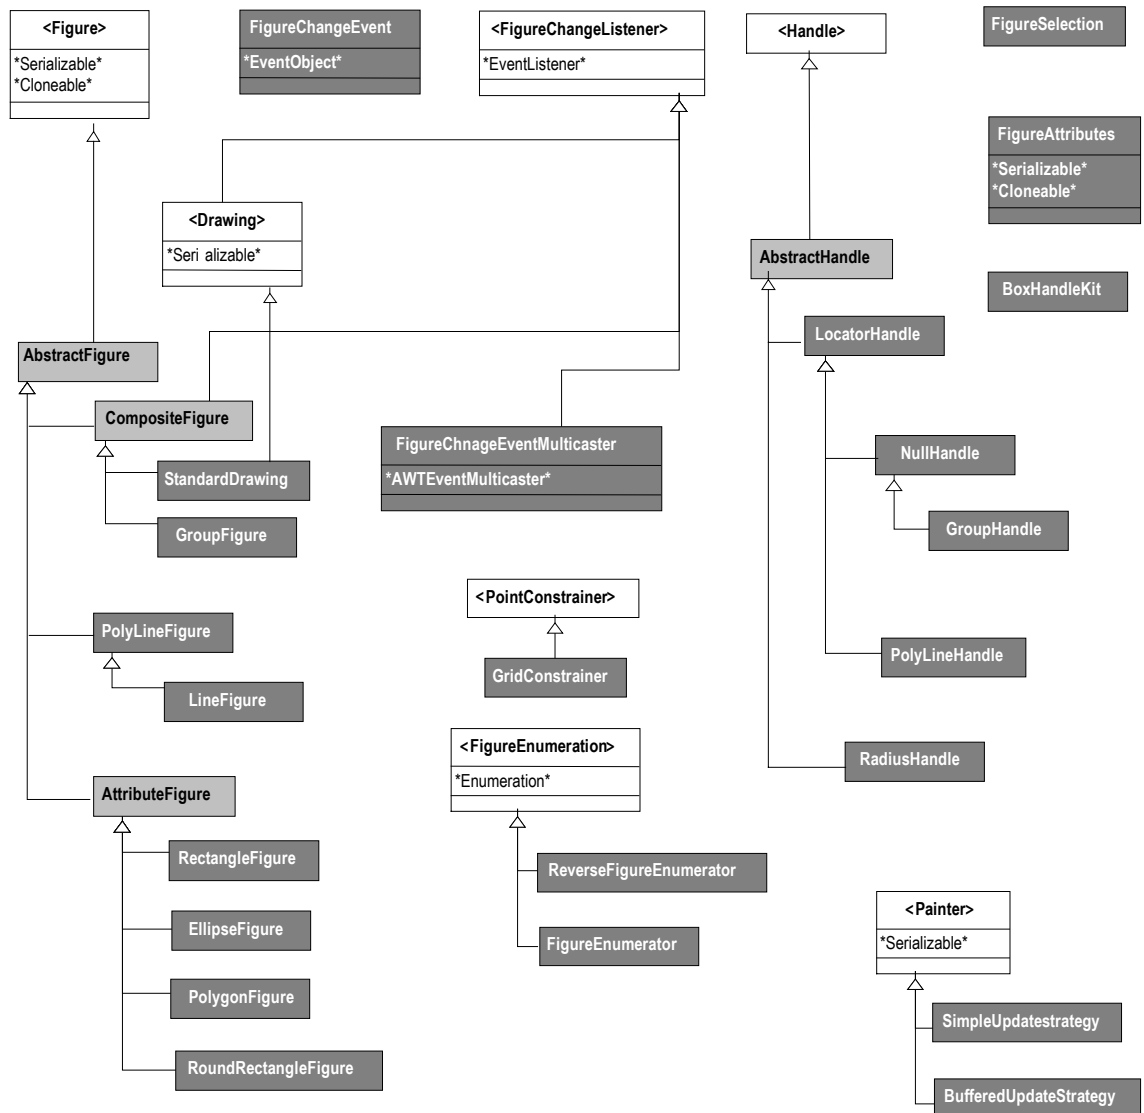 <Figure>
*Serializable*
*Cloneable*
FigureChangeEvent
*EventObject*
<FigureChangeListener>
*EventListener*
<Handle>
FigureSelection
FigureAttributes
*Serializable*
*Cloneable*
<Drawing>
*Seri alizable*
AbstractHandle
BoxHandleKit
LocatorHandle
AbstractFigure
CompositeFigure
StandardDrawing
GroupFigure
FigureChnageEventMulticaster
*AWTEventMulticaster*
NullHandle
GroupHandle
<PointConstrainer>
GridConstrainer
PolyLineFigure
LineFigure
PolyLineHandle
<FigureEnumeration>
*Enumeration*
RadiusHandle
AttributeFigure
RectangleFigure
EllipseFigure
PolygonFigure
RoundRectangleFigure
ReverseFigureEnumerator
FigureEnumerator
<Painter>
*Serializable*
SimpleUpdatestrategy
BufferedUpdateStrategy